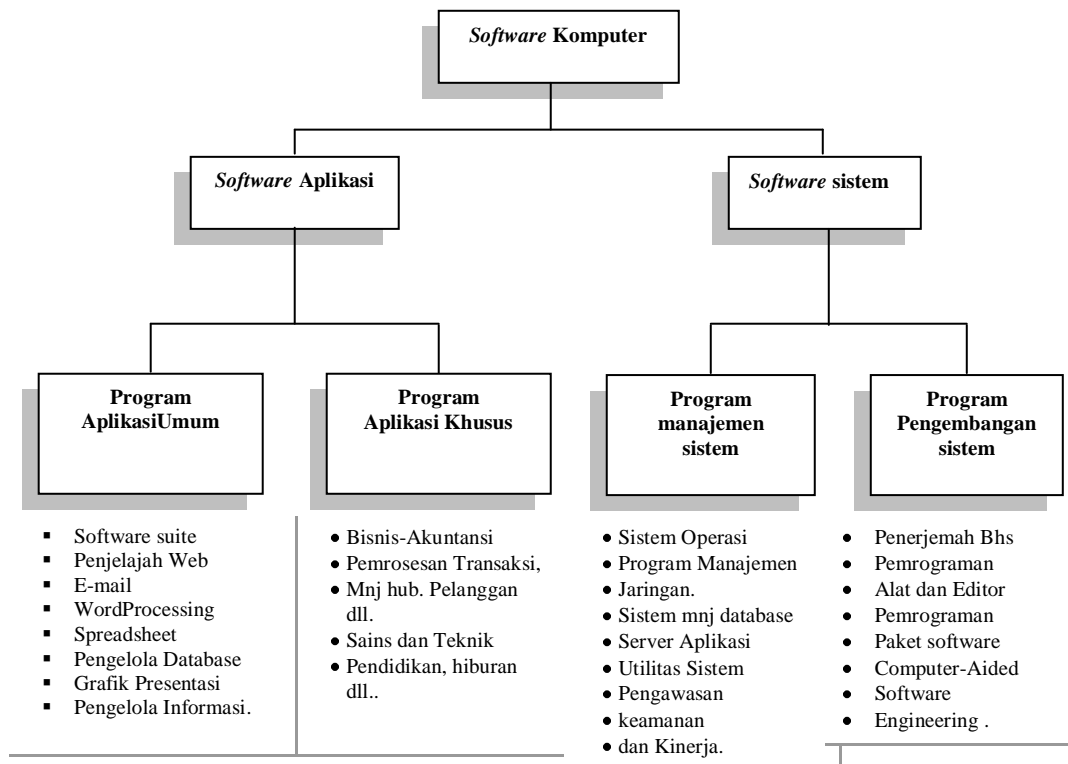 Software Komputer
Software Aplikasi
Software sistem
Program
AplikasiUmum
Program
Aplikasi Khusus
Program
manajemen
sistem
Program
Pengembangan
sistem
▪ Software suite
▪ Penjelajah Web
▪ E-mail
▪ WordProcessing
▪ Spreadsheet
▪ Pengelola Database
▪ Grafik Presentasi
▪ Pengelola Informasi.
• Bisnis-Akuntansi
• Pemrosesan Transaksi,
• Mnj hub. Pelanggan
dll.
• Sains dan Teknik
• Pendidikan, hiburan
dll..
• Sistem Operasi
• Program Manajemen
• Jaringan.
• Sistem mnj database
• Server Aplikasi
• Utilitas Sistem
• Pengawasan
• keamanan
• dan Kinerja.
• Penerjemah Bhs
• Pemrograman
• Alat dan Editor
• Pemrograman
• Paket software
• Computer-Aided
• Software
• Engineering .